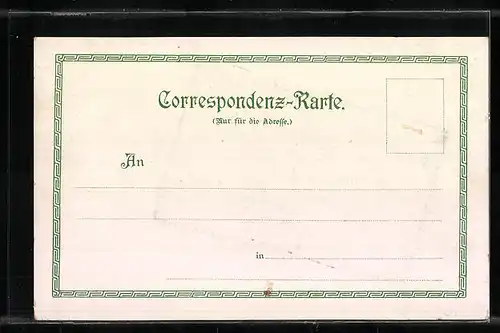 Correspondenz-Karte.
(Nur für die Adresse.)
An
in